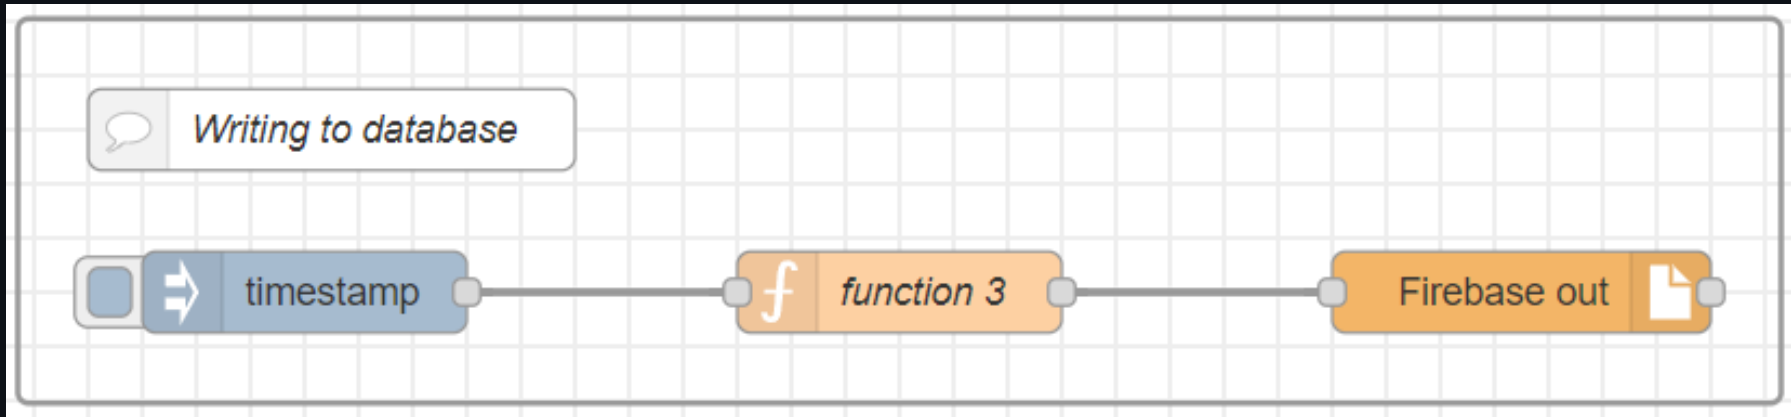 Writing to database
timestamp
function 3
Firebase out